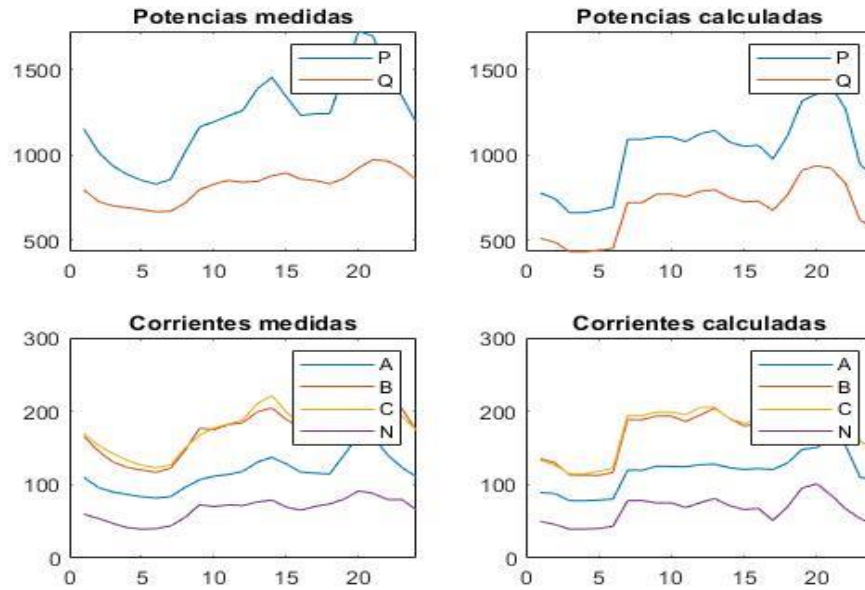 Potencias medidas
1500
1000
500
0 5 10 15 20
P
Q
Potencias calculadas
1500
1000
500
0 5 10 15 20
P
Q
Corrientes medidas
300
200
100
0
0 5 10 15 20
A
B
C
N
Corrientes calculadas
300
200
100
0
0 5 10 15 20
A
B
C
N